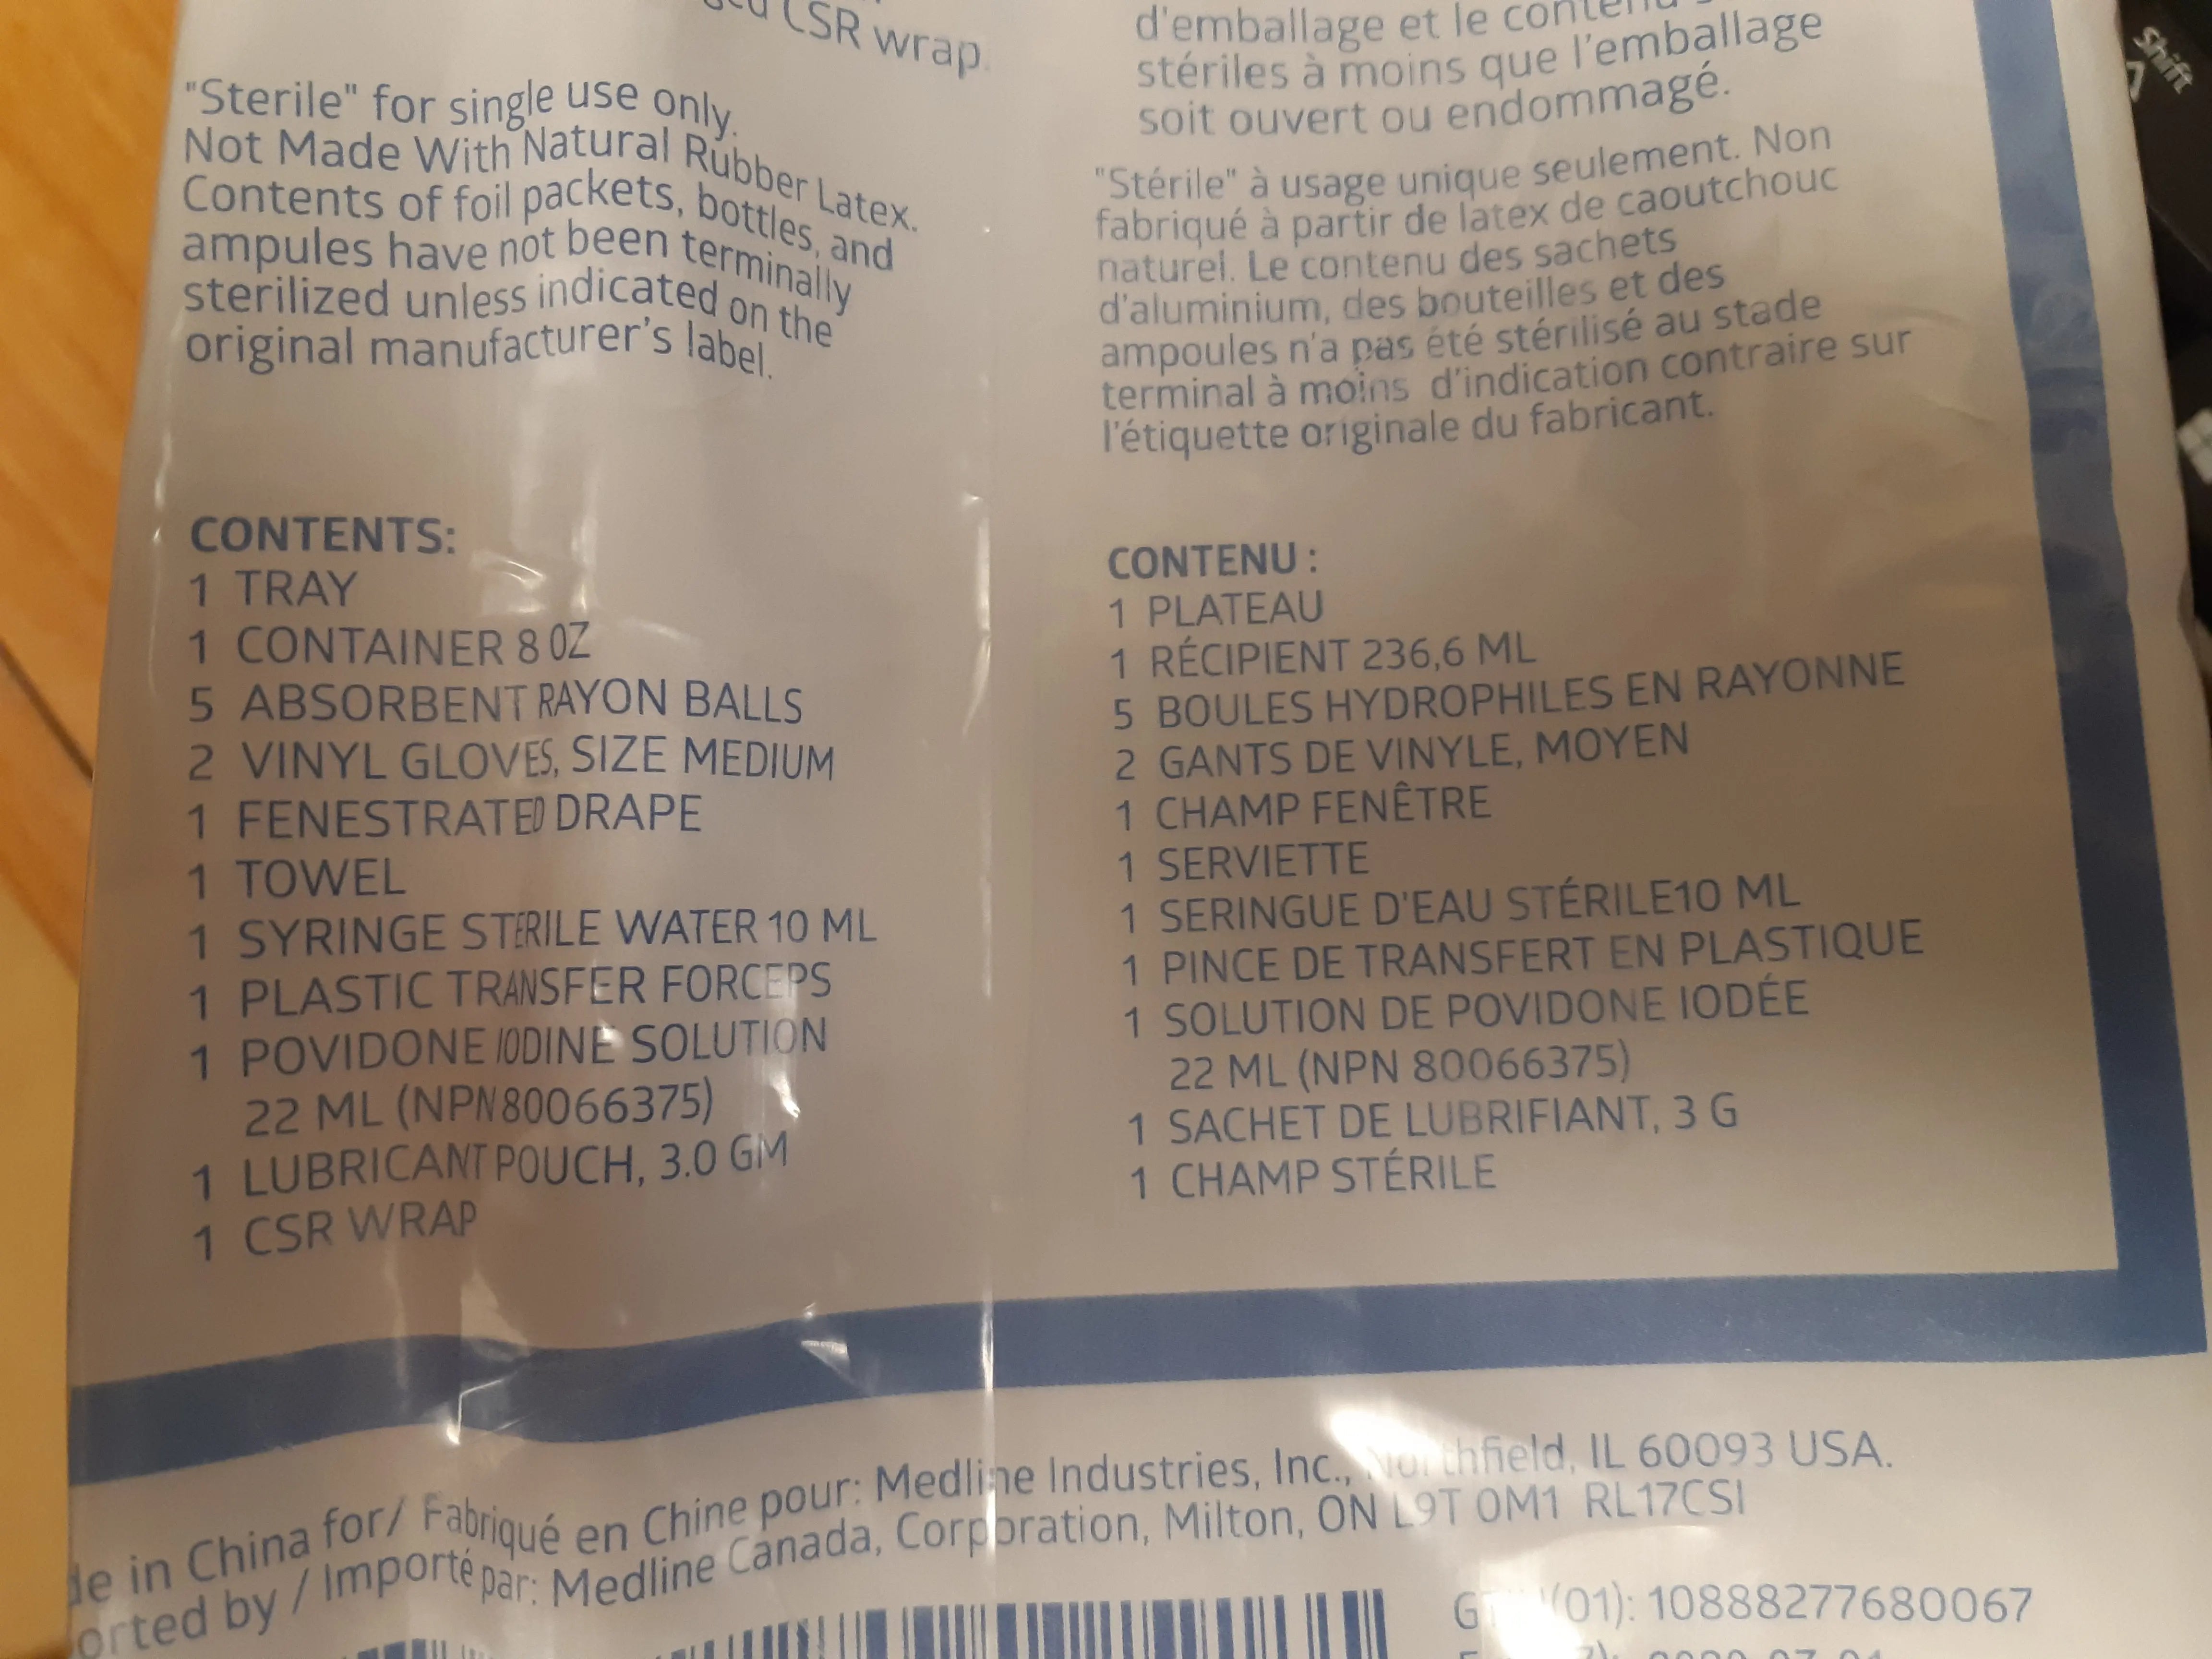 CSR wrap.
"Sterile" for single use only.
Not Made With Natural Rubber Latex.
Contents of foil packets, bottles, and
ampules have not been terminally
sterilized unless indicated on the
original manufacturer's label.
CONTENTS:
1 TRAY
1 CONTAINER 8 OZ
5 ABSORBENT RAYON BALLS
2 VINYL GLOVES, SIZE MEDIUM
1 FENESTRATED DRAPE
1 TOWEL
1 SYRINGE STERILE WATER 10 ML
1 PLASTIC TRANSFER FORCEPS
1 POVIDONE IODINE SOLUTION
22 ML (NPN 80066375)
1 LUBRICANT POUCH, 3.0 GM
1 CSR WRAP
d'emballage et le contenu
stériles à moins que l'emballage
soit ouvert ou endommagé.
"Stérile" à usage unique seulement. Non
fabriqué à partir de latex de caoutchouc
naturel. Le contenu des sachets
d'aluminium, des bouteilles et des
ampoules n'a pas été stérilisé au stade
terminal à moins d'indication contraire sur
l'étiquette originale du fabricant.
CONTENU :
1 PLATEAU
1 RÉCIPIENT 236,6 ML
5 BOULES HYDROPHILES EN RAYONNE
2 GANTS DE VINYLE, MOYEN
1 CHAMP FENÊTRE
1 SERVIETTE
1 SERINGUE D'EAU STÉRILE10 ML
1 PINCE DE TRANSFERT EN PLASTIQUE
1 SOLUTION DE POVIDONE IODÉE
22 ML (NPN 80066375)
1 SACHET DE LUBRIFIANT, 3 G
1 CHAMP STÉRILE
in China for/ Fabriqué en Chine pour: Medline Industries, Inc., Northfield, IL 60093 USA.
by / Importé par: Medline Canada, Corporation, Milton, ON L9T 0M1 RL17CSI
(01): 10888277680067
Shift